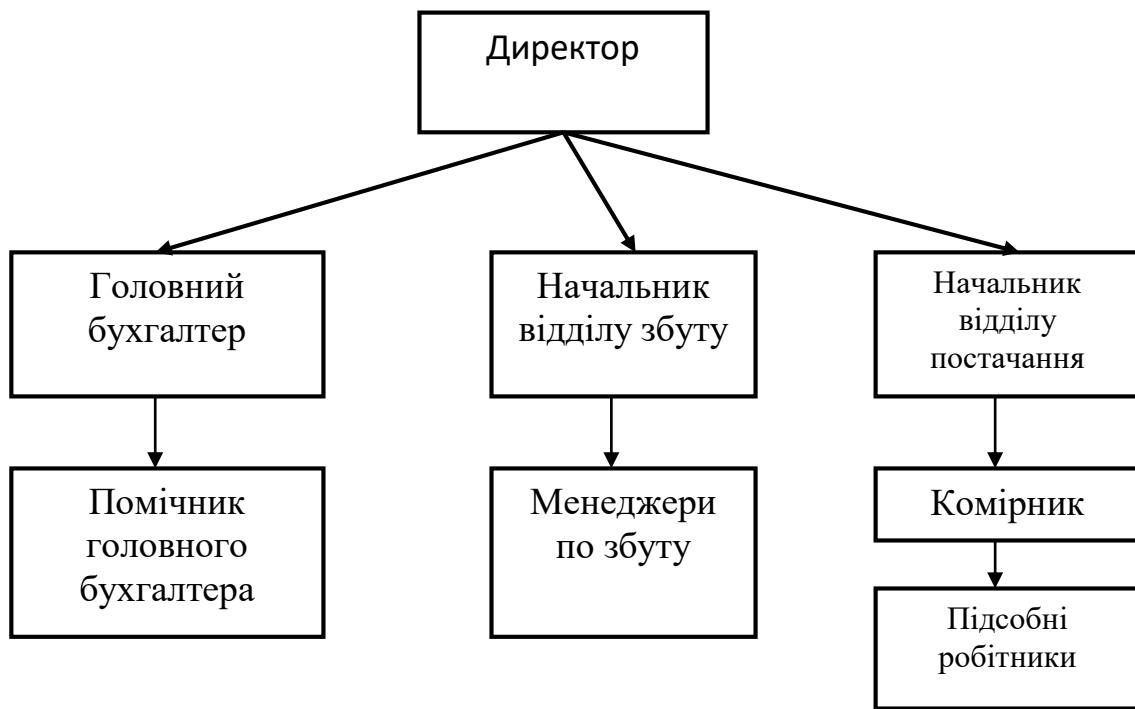 Директор
Головний
бухгалтер
Начальник
відділу збуту
Начальник
відділу
постачання
Помічник
головного
бухгалтера
Менеджери
по збуту
Комірник
Підсобні
робітники